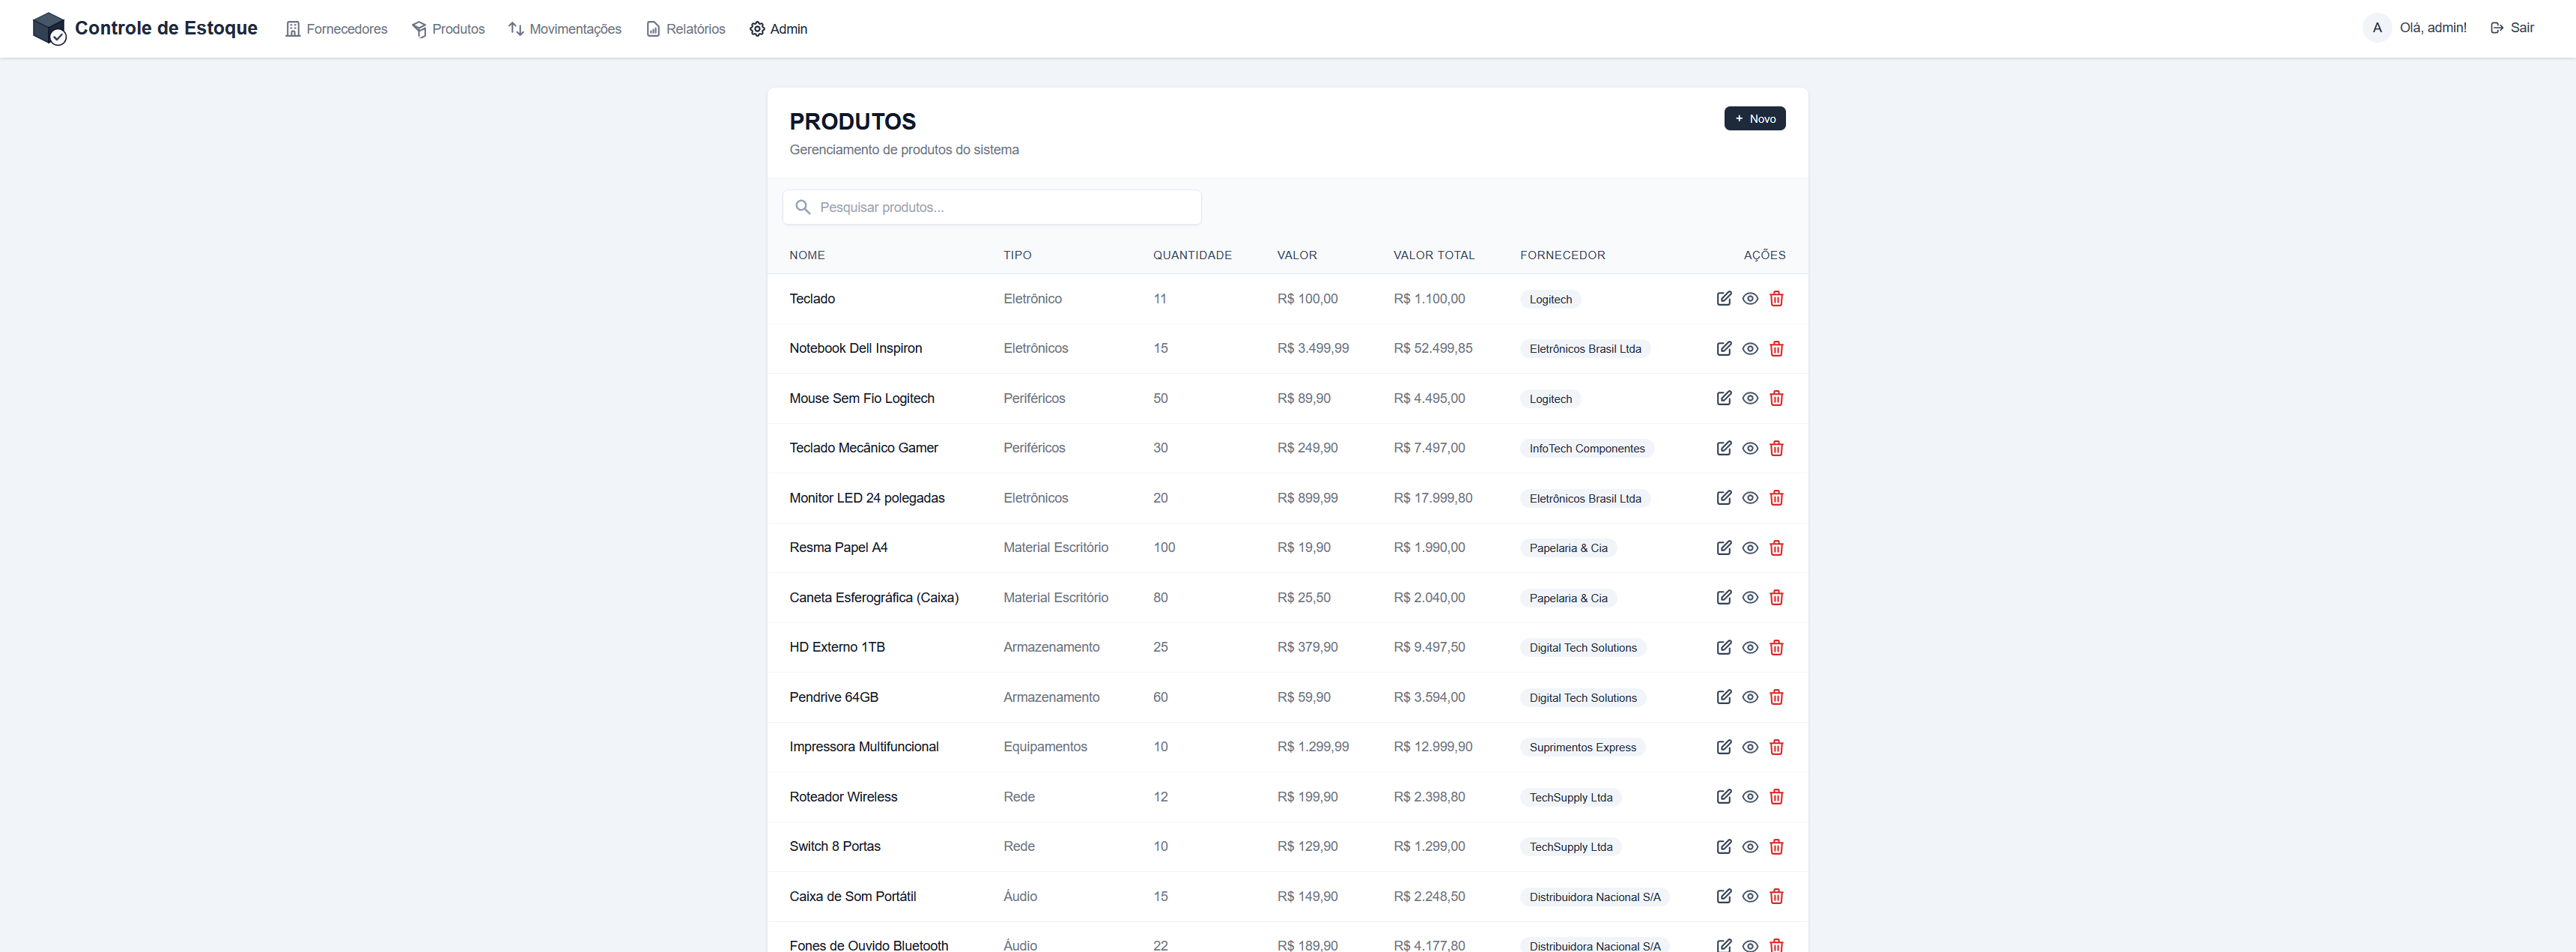 Controle de Estoque Fornecedores Produtos Movimentações Relatórios Admin A Olá, admin! Sair
PRODUTOS
+ Novo
Gerenciamento de produtos do sistema
Pesquisar produtos...
NOME TIPO QUANTIDADE VALOR VALOR TOTAL FORNECEDOR AÇÕES
Teclado Eletrônico 11 R$ 100,00 R$ 1.100,00 Logitech
Notebook Dell Inspiron Eletrônicos 15 R$ 3.499,99 R$ 52.499,85 Eletrônicos Brasil Ltda
Mouse Sem Fio Logitech Periféricos 50 R$ 89,90 R$ 4.495,00 Logitech
Teclado Mecânico Gamer Periféricos 30 R$ 249,90 R$ 7.497,00 InfoTech Componentes
Monitor LED 24 polegadas Eletrônicos 20 R$ 899,99 R$ 17.999,80 Eletrônicos Brasil Ltda
Resma Papel A4 Material Escritório 100 R$ 19,90 R$ 1.990,00 Papelaria & Cia
Caneta Esferográfica (Caixa) Material Escritório 80 R$ 25,50 R$ 2.040,00 Papelaria & Cia
HD Externo 1TB Armazenamento 25 R$ 379,90 R$ 9.497,50 Digital Tech Solutions
Pendrive 64GB Armazenamento 60 R$ 59,90 R$ 3.594,00 Digital Tech Solutions
Impressora Multifuncional Equipamentos 10 R$ 1.299,99 R$ 12.999,90 Suprimentos Express
Roteador Wireless Rede 12 R$ 199,90 R$ 2.398,80 TechSupply Ltda
Switch 8 Portas Rede 10 R$ 129,90 R$ 1.299,00 TechSupply Ltda
Caixa de Som Portátil Áudio 15 R$ 149,90 R$ 2.248,50 Distribuidora Nacional S/A
Fones de Ouvido Bluetooth Áudio 22 R$ 189,90 R$ 4.177,80 Distribuidora Nacional S/A